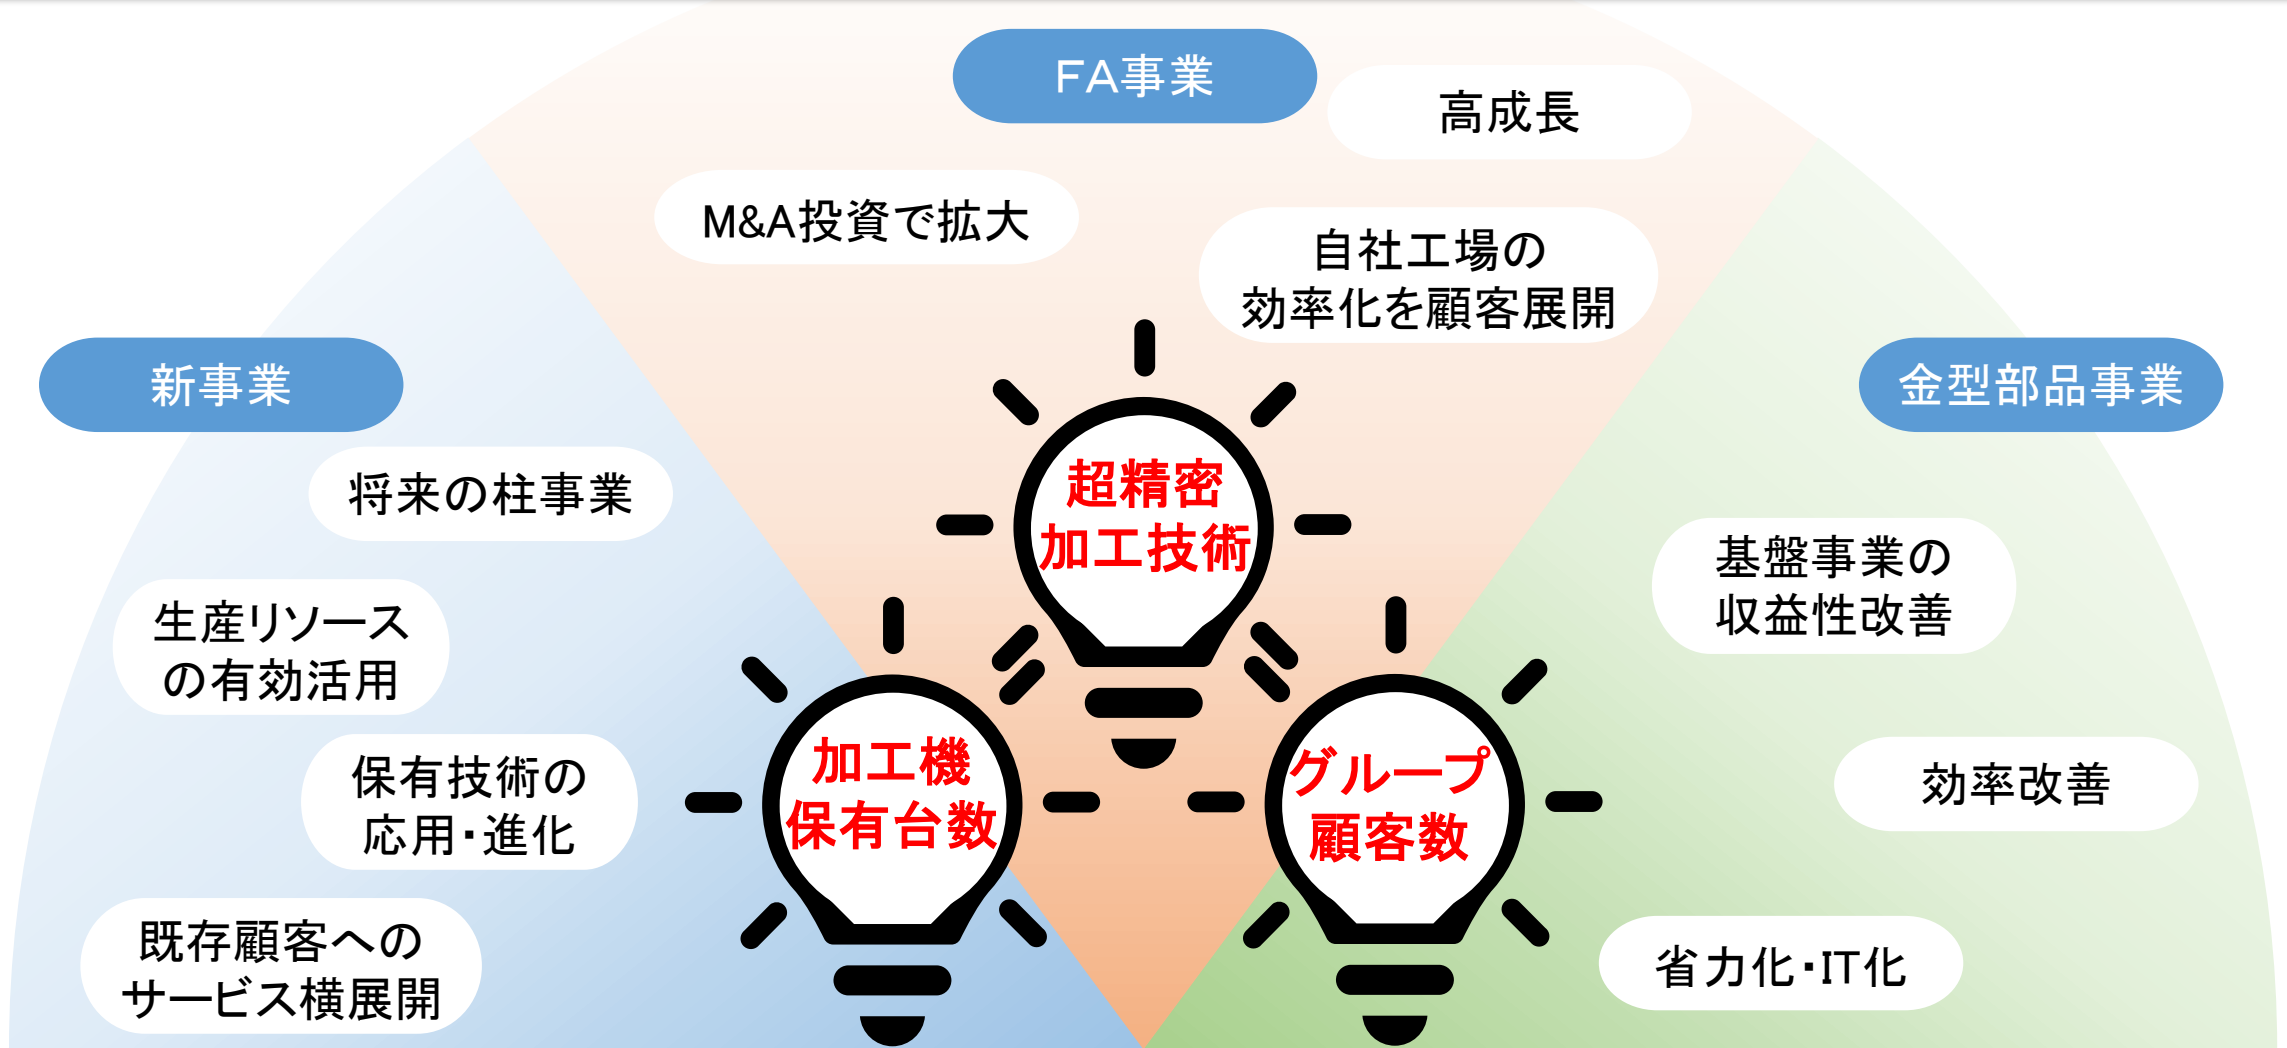 FA事業
高成長
M&A投資で拡大
自社工場の
効率化を顧客展開
新事業
将来の柱事業
生産リソース
の有効活用
保有技術の
応用・進化
既存顧客への
サービス横展開
金型部品事業
基盤事業の
収益性改善
効率改善
省力化・IT化
超精密
加工技術
加工機
保有台数
グループ
顧客数